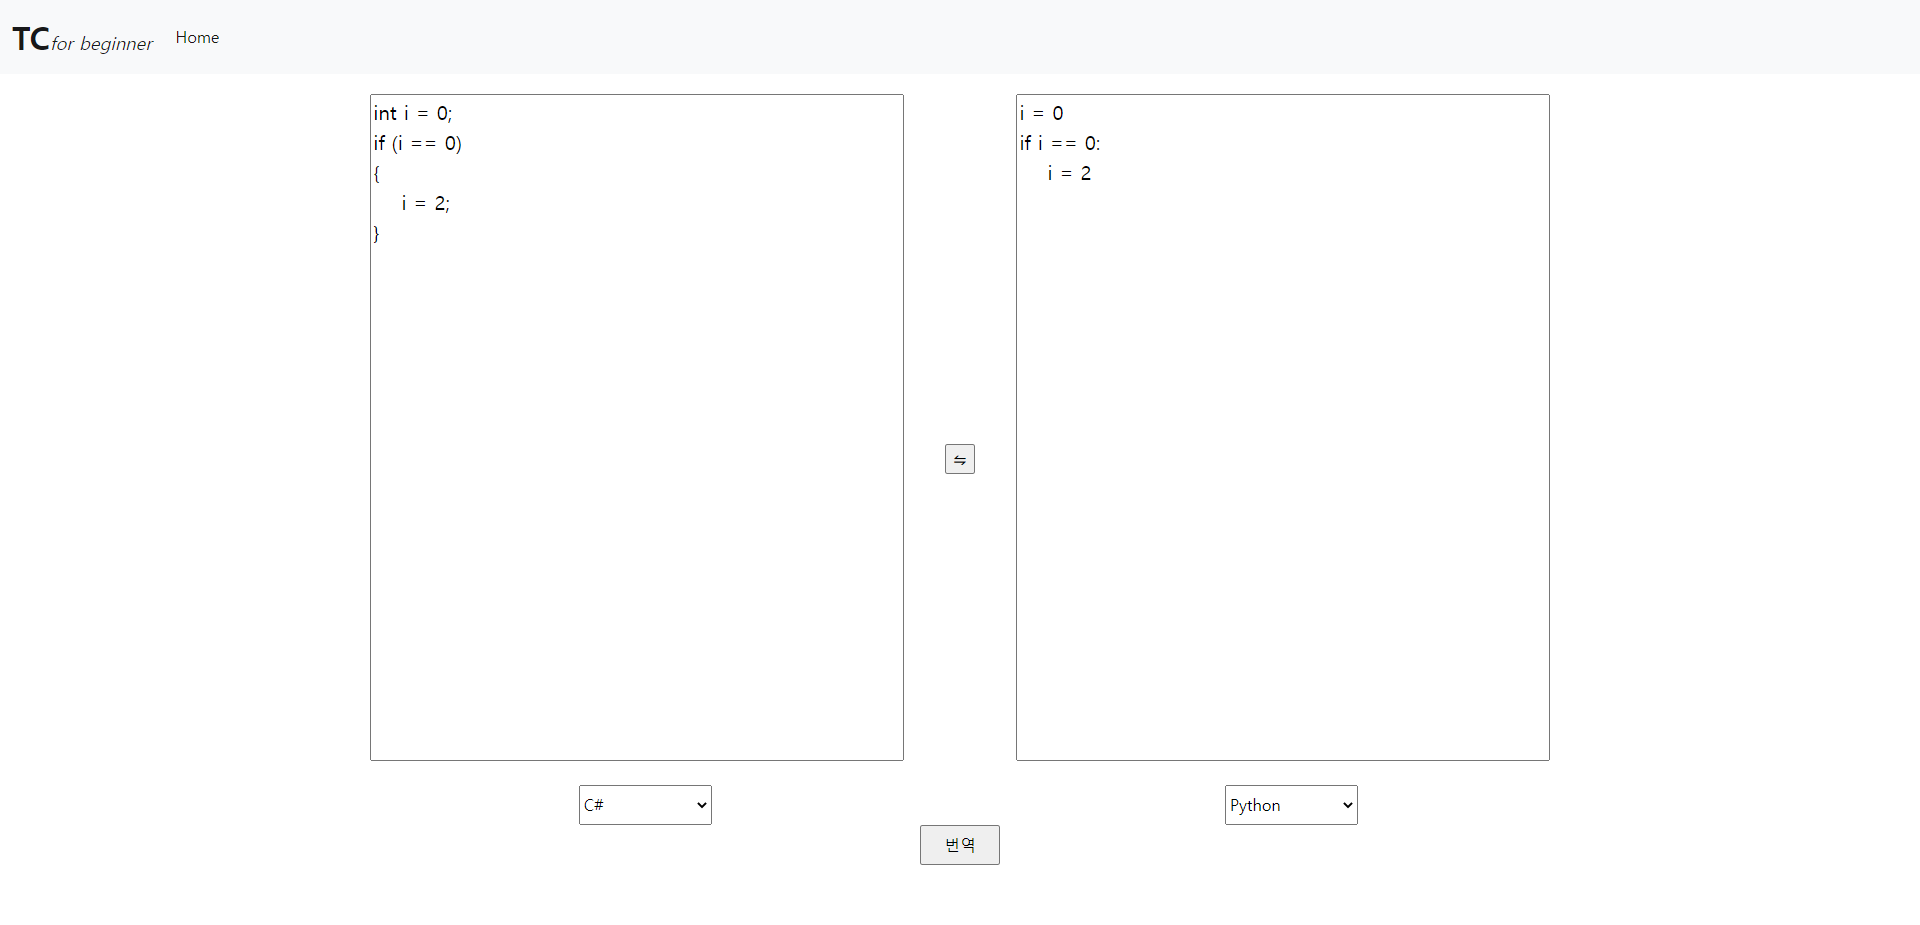 TC for beginner Home
int i = 0;
if (i == 0)
{
    i = 2;
}
⇋
i = 0
if i == 0:
    i = 2
C#
Python
번역